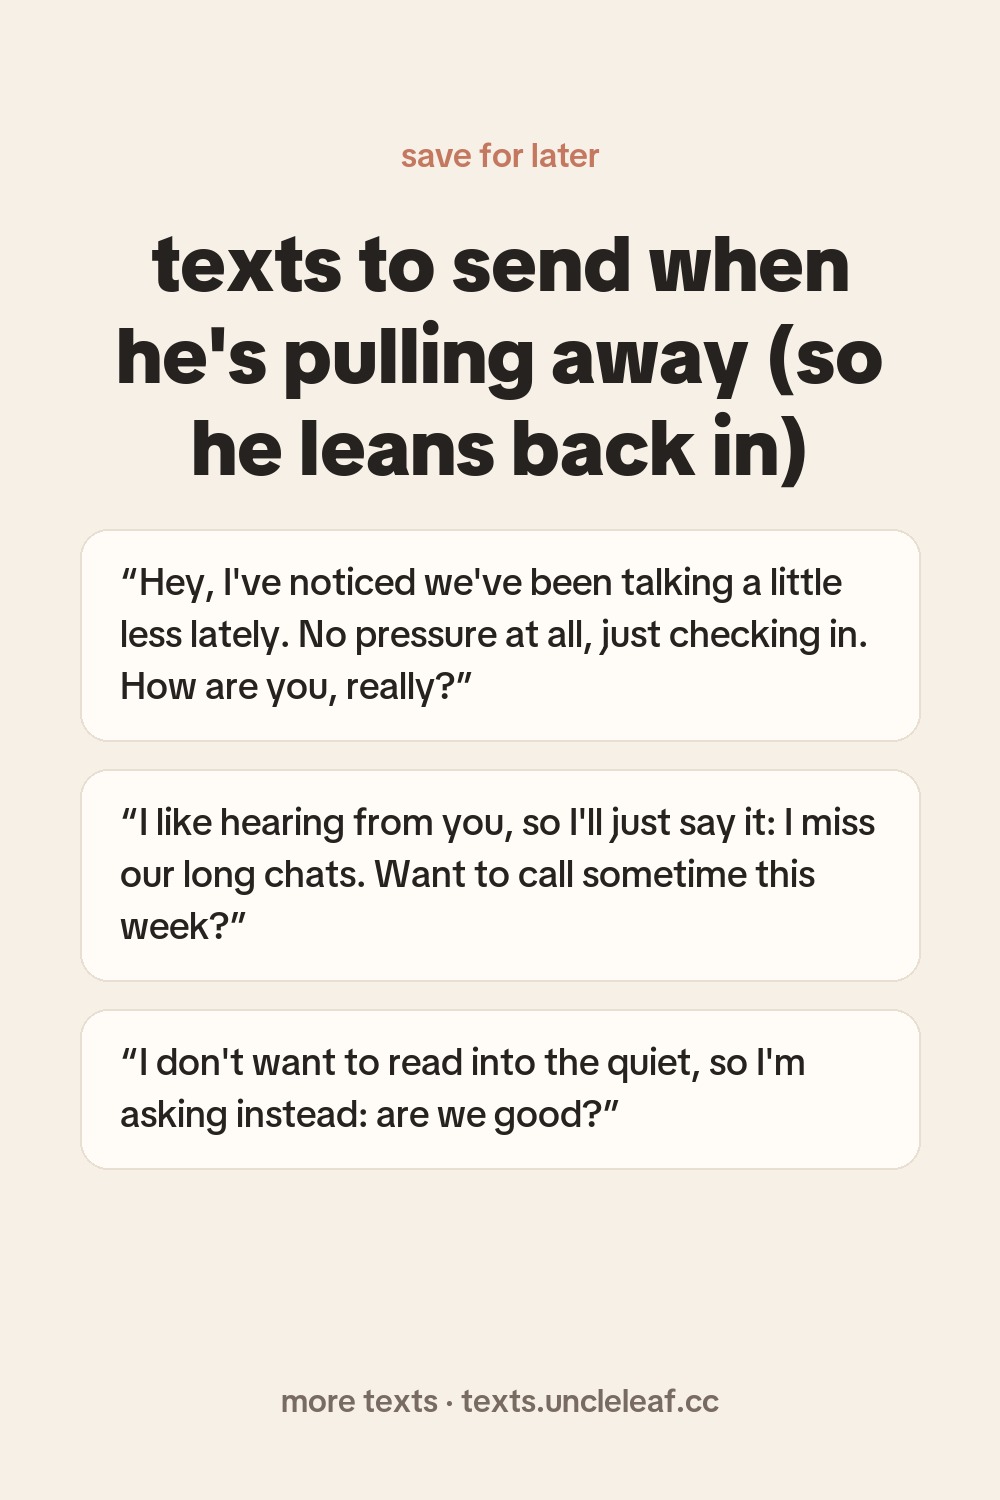 save for later
texts to send when
he's pulling away (so
he leans back in)
“Hey, I've noticed we've been talking a little
less lately. No pressure at all, just checking in.
How are you, really?”
“I like hearing from you, so I'll just say it: I miss
our long chats. Want to call sometime this
week?”
“I don't want to read into the quiet, so I'm
asking instead: are we good?”
more texts · texts.uncleleaf.cc